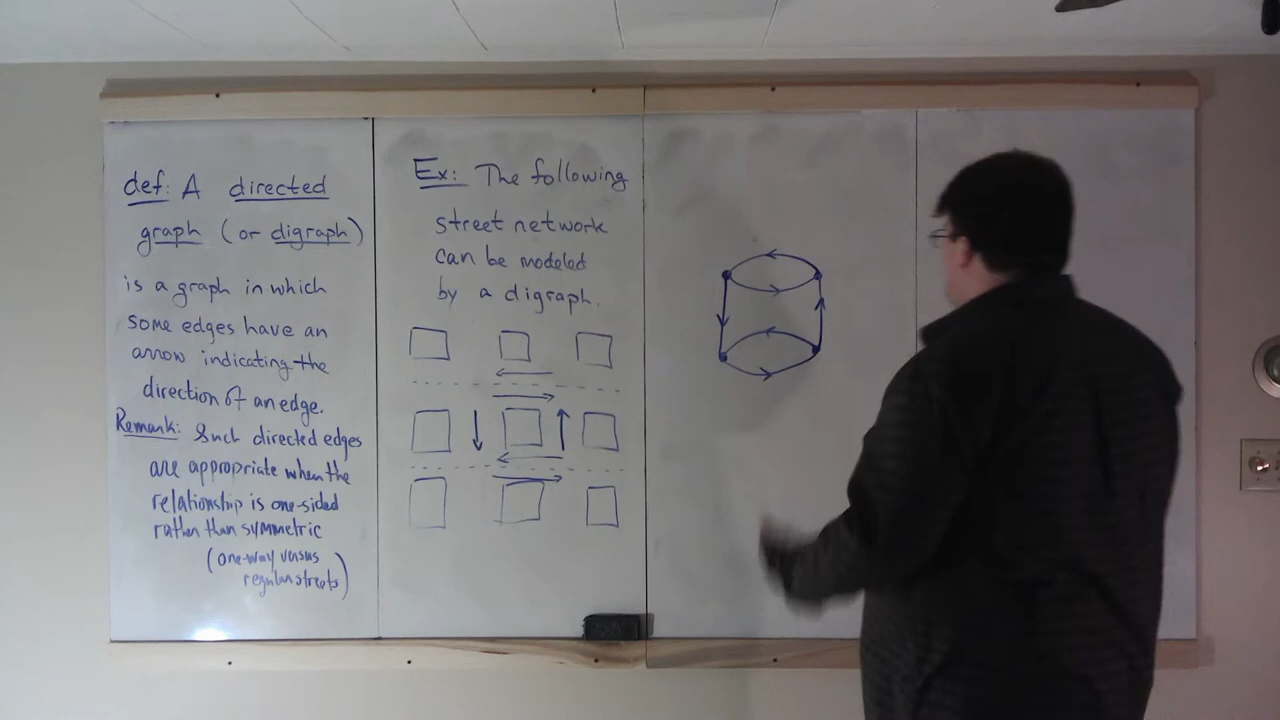 def: A directed
graph (or digraph)
is a graph in which
some edges have an
arrow indicating the
direction of an edge.
Remark: Such directed edges
are appropriate when the
relationship is one-sided
rather than symmetric
(one-way versus
regular streets)
Ex: The following
street network
can be modeled
by a digraph.